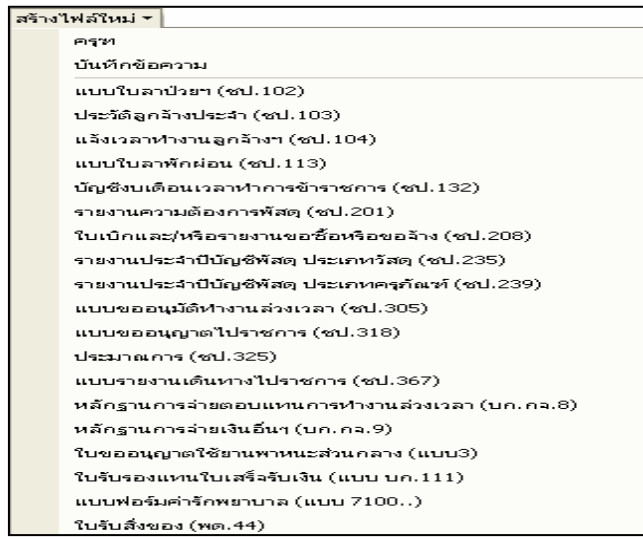 สร้างไฟล์ใหม่
ครุฑ
บันทึกข้อความ
แบบใบลาป่วยฯ (ชป.102)
ประวัติลูกจ้างประจำ (ชป.103)
แจ้งเวลาทำงานลูกจ้างฯ (ชป.104)
แบบใบลาพักผ่อน (ชป.113)
บัญชีงบเดือนเวลาทำการข้าราชการ (ชป.132)
รายงานความต้องการพัสดุ (ชป.201)
ใบเบิกและ/หรือรายงานขอซื้อหรือขอจ้าง (ชป.208)
รายงานประจำปีบัญชีพัสดุ ประเภทวัสดุ (ชป.235)
รายงานประจำปีบัญชีพัสดุ ประเภทครุภัณฑ์ (ชป.239)
แบบขออนุมัติทำงานล่วงเวลา (ชป.305)
แบบขออนุญาตไปราชการ (ชป.318)
ประมาณการ (ชป.325)
แบบรายงานเดินทางไปราชการ (ชป.367)
หลักฐานการจ่ายตอบแทนการทำงานล่วงเวลา (บก.กจ.8)
หลักฐานการจ่ายเงินอื่นๆ (บก.กจ.9)
ใบขออนุญาตใช้ยานพาหนะส่วนกลาง (แบบ3)
ใบรับรองแทนใบเสร็จรับเงิน (แบบ บก.111)
แบบฟอร์มค่ารักพยาบาล (แบบ 7100..)
ใบรับสิ่งของ (พด.44)